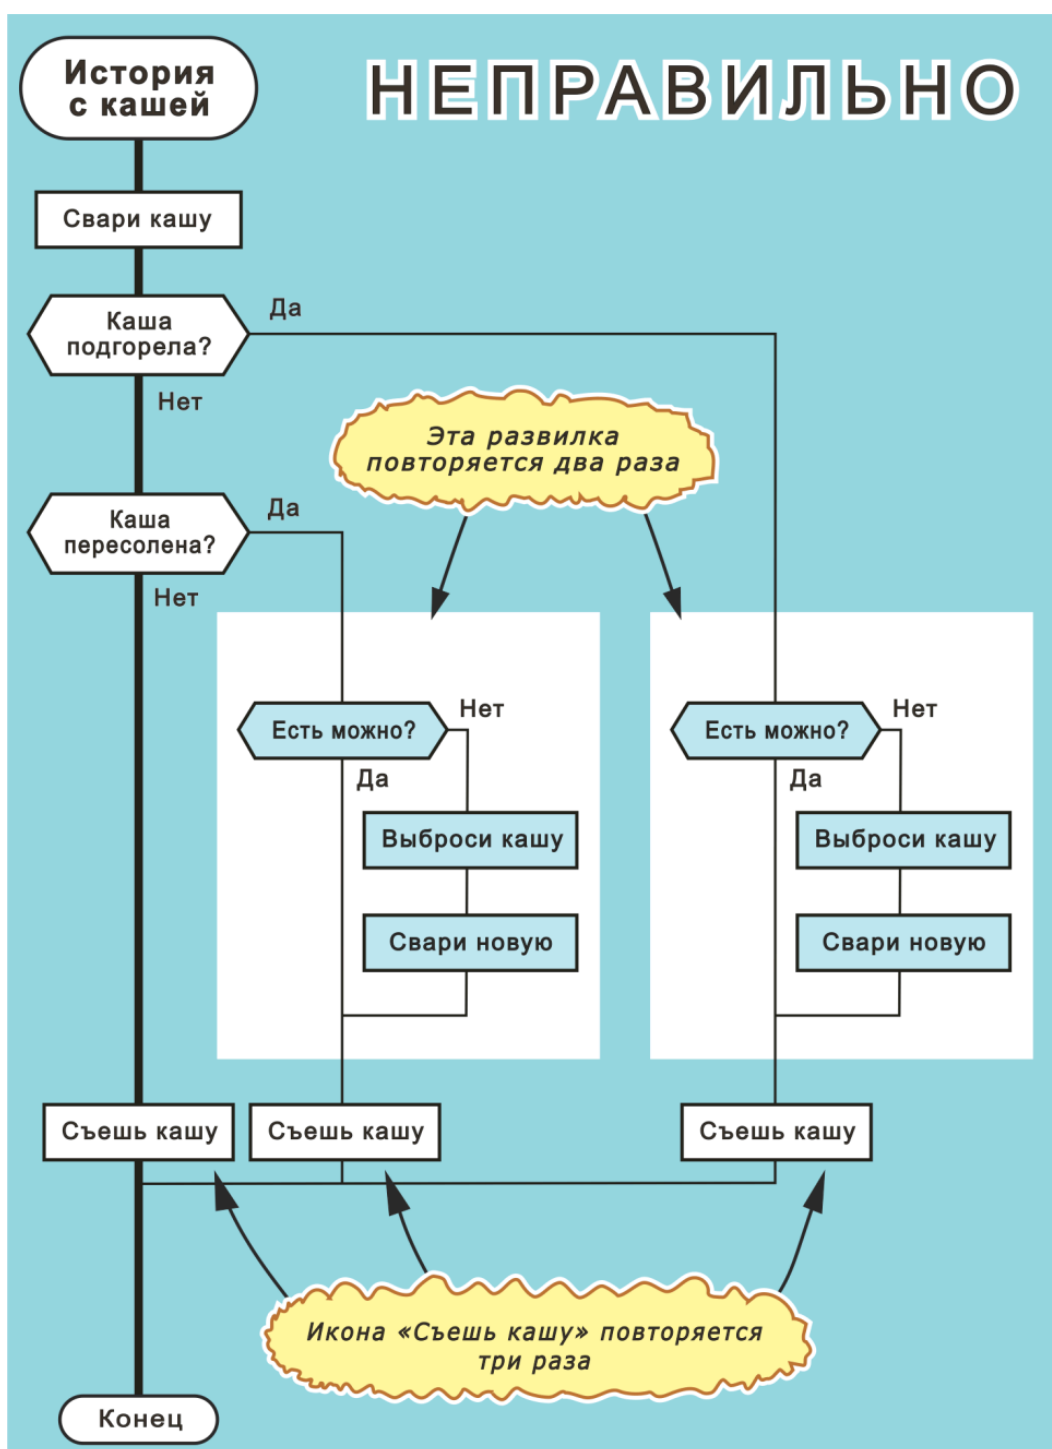 История
с кашей
НЕПРАВИЛЬНО
Свари кашу
Каша
подгорела?
Да
Нет
Эта развилка
повторяется два раза
Каша
пересолена?
Да
Нет
Есть можно?
Нет
Да
Выброси кашу
Свари новую
Есть можно?
Нет
Да
Выброси кашу
Свари новую
Съешь кашу
Съешь кашу
Съешь кашу
Икона «Съешь кашу» повторяется
три раза
Конец